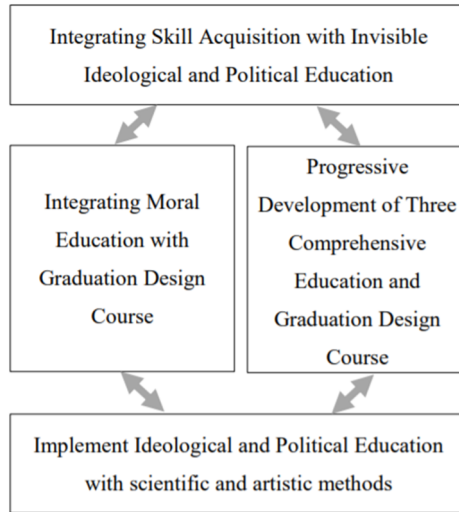 Integrating Skill Acquisition with Invisible
Ideological and Political Education
Integrating Moral
Education with
Graduation Design
Course
Progressive
Development of Three
Comprehensive
Education and
Graduation Design
Course
Implement Ideological and Political Education
with scientific and artistic methods